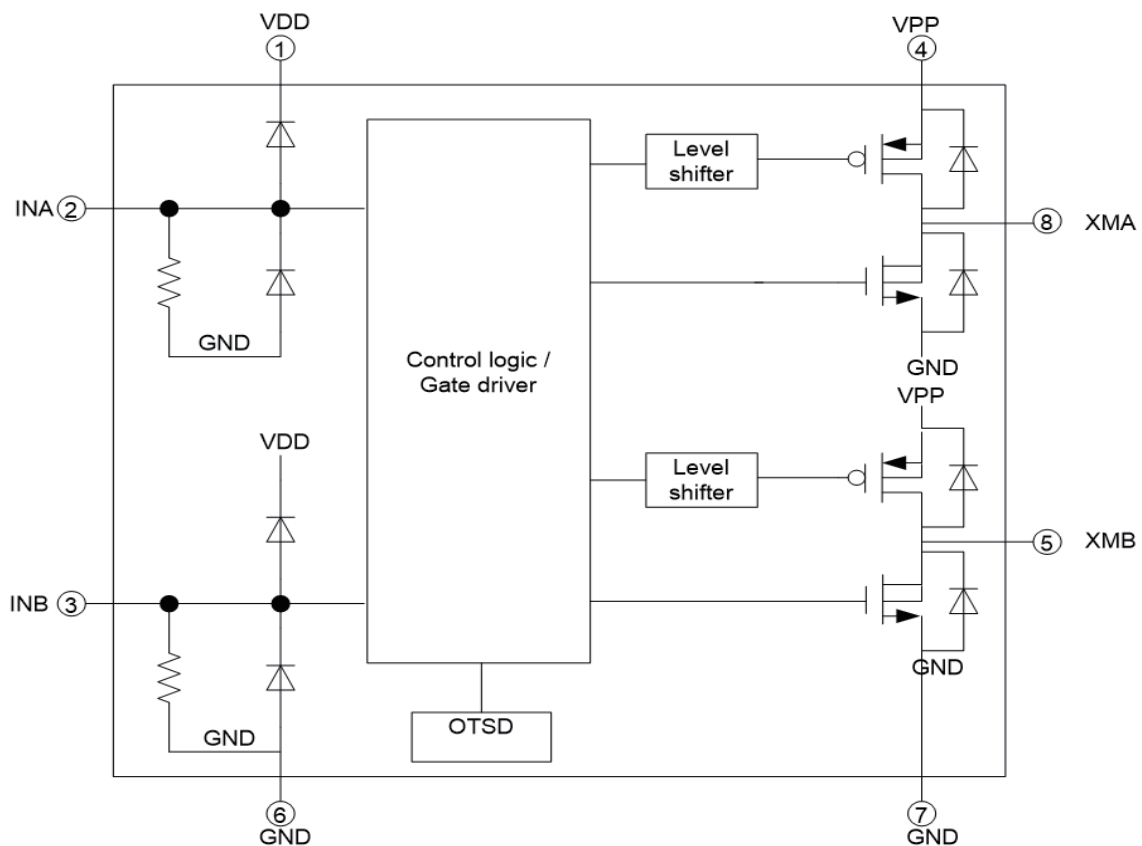 VDD
1
VPP
4
Level
shifter
INA 2
8 XMA
GND
Control logic /
Gate driver
GND
VPP
VDD
Level
shifter
5 XMB
INB 3
GND
GND
OTSD
6
GND
7
GND